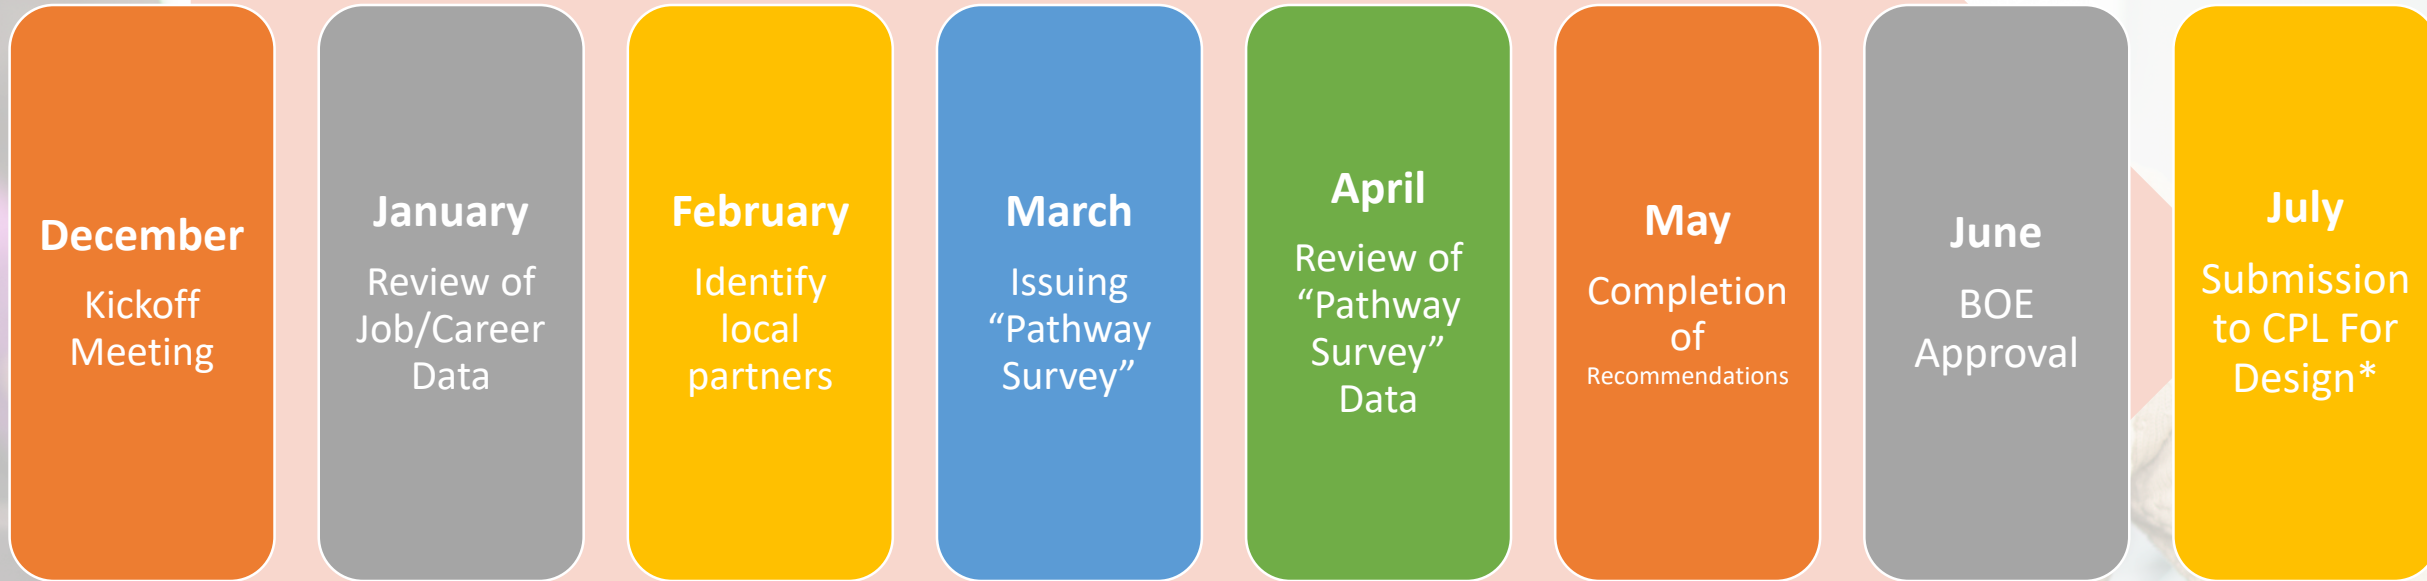 December
Kickoff
Meeting
January
Review of
Job/Career
Data
February
Identify
local
partners
March
Issuing
“Pathway
Survey”
April
Review of
“Pathway
Survey”
Data
May
Completion
of
Recommendations
June
BOE
Approval
July
Submission
to CPL For
Design*